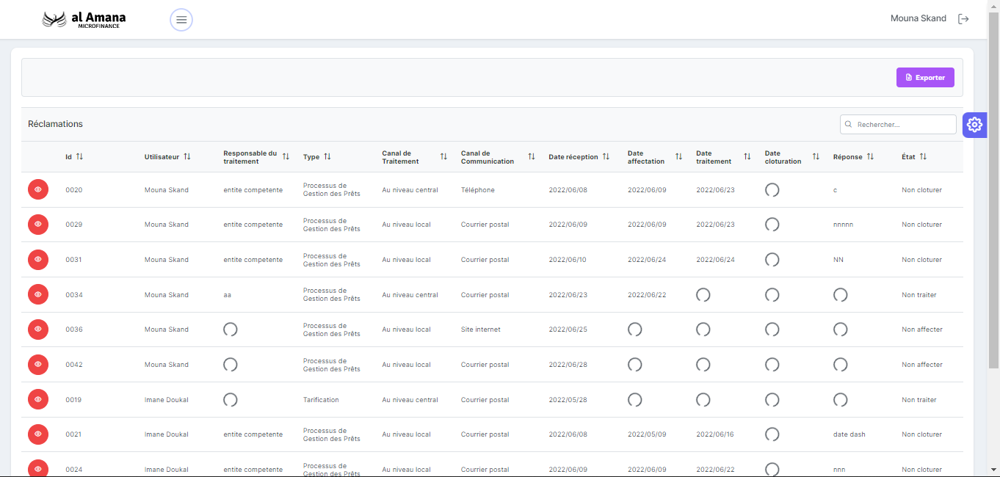 al Amana
MICROFINANCE
Mouna Skand
Exporter
Réclamations
Rechercher...
Id Utilisateur Responsable du traitement Type Canal de Traitement Canal de Communication Date réception Date affectation Date traitement Date cloturation Réponse État
0020 Mouna Skand entite competente Processus de Gestion des Prêts Au niveau central Téléphone 2022/06/08 2022/06/09 2022/06/23 c Non cloturer
0029 Mouna Skand entite competente Processus de Gestion des Prêts Au niveau local Courrier postal 2022/06/09 2022/06/09 2022/06/23 nnnnn Non cloturer
0031 Mouna Skand entite competente Processus de Gestion des Prêts Au niveau local Courrier postal 2022/06/10 2022/06/24 2022/06/24 NN Non cloturer
0034 Mouna Skand aa Processus de Gestion des Prêts Au niveau central Courrier postal 2022/06/23 2022/06/22 Non traiter
0036 Mouna Skand Processus de Gestion des Prêts Au niveau local Site internet 2022/06/25 Non affecter
0042 Mouna Skand Processus de Gestion des Prêts Au niveau local Courrier postal 2022/06/28 Non affecter
0019 Imane Doukal Tarification Au niveau central Courrier postal 2022/05/28 Non traiter
0021 Imane Doukal entite competente Processus de Gestion des Prêts Au niveau local Courrier postal 2022/06/08 2022/05/09 2022/06/16 date dash Non cloturer
0024 Imane Doukal entite competente Processus de Gestion des Prêts Au niveau local Courrier postal 2022/06/09 2022/06/09 2022/06/22 nnn Non cloturer